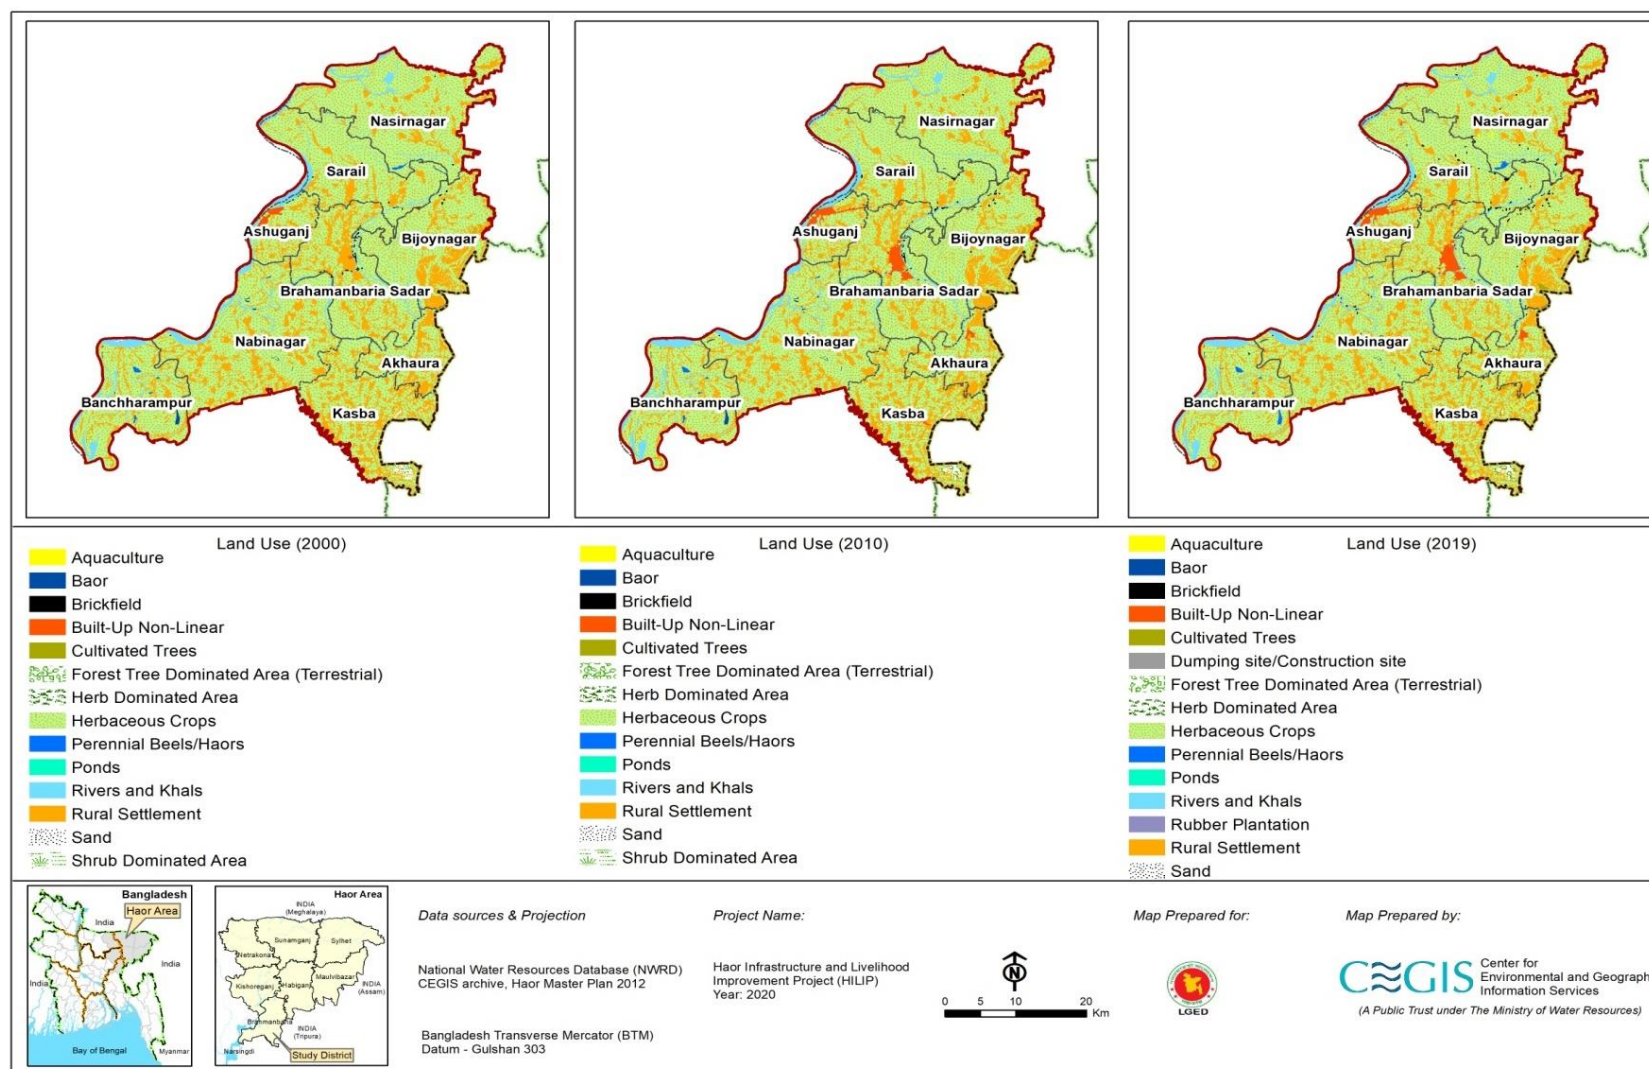 Nasirnagar
Sarail
Ashuganj
Bijoynagar
Brahamanbaria Sadar
Nabinagar
Akhaura
Banchharampur
Kasba
Nasirnagar
Sarail
Ashuganj
Bijoynagar
Brahamanbaria Sadar
Nabinagar
Akhaura
Banchharampur
Kasba
Nasirnagar
Sarail
Ashuganj
Bijoynagar
Brahamanbaria Sadar
Nabinagar
Akhaura
Banchharampur
Kasba
Land Use (2000)
Aquaculture
Baor
Brickfield
Built-Up Non-Linear
Cultivated Trees
Forest Tree Dominated Area (Terrestrial)
Herb Dominated Area
Herbaceous Crops
Perennial Beels/Haors
Ponds
Rivers and Khals
Rural Settlement
Sand
Shrub Dominated Area
Land Use (2010)
Aquaculture
Baor
Brickfield
Built-Up Non-Linear
Cultivated Trees
Forest Tree Dominated Area (Terrestrial)
Herb Dominated Area
Herbaceous Crops
Perennial Beels/Haors
Ponds
Rivers and Khals
Rural Settlement
Sand
Shrub Dominated Area
Land Use (2019)
Aquaculture
Baor
Brickfield
Built-Up Non-Linear
Cultivated Trees
Dumping site/Construction site
Forest Tree Dominated Area (Terrestrial)
Herb Dominated Area
Herbaceous Crops
Perennial Beels/Haors
Ponds
Rivers and Khals
Rubber Plantation
Rural Settlement
Sand
Bangladesh
Haor Area
India
India
India
Bay of Bengal
Myanmar
Haor Area
INDIA
(Meghalaya)
Sunamganj
Sylhet
Netrakona
Kishoreganj
Habiganj
Maulvibazar
INDIA
(Assam)
Brahmanbaria
INDIA
(Tripura)
Narsingdi
Study District
Data sources & Projection
National Water Resources Database (NWRD)
CEGIS archive, Haor Master Plan 2012
Bangladesh Transverse Mercator (BTM)
Datum - Gulshan 303
Project Name:
Haor Infrastructure and Livelihood
Improvement Project (HILIP)
Year: 2020
N
0 5 10 20
Km
Map Prepared for:
LGED
Map Prepared by:
CEGIS
Center for
Environmental and Geograph
Information Services
(A Public Trust under The Ministry of Water Resources)